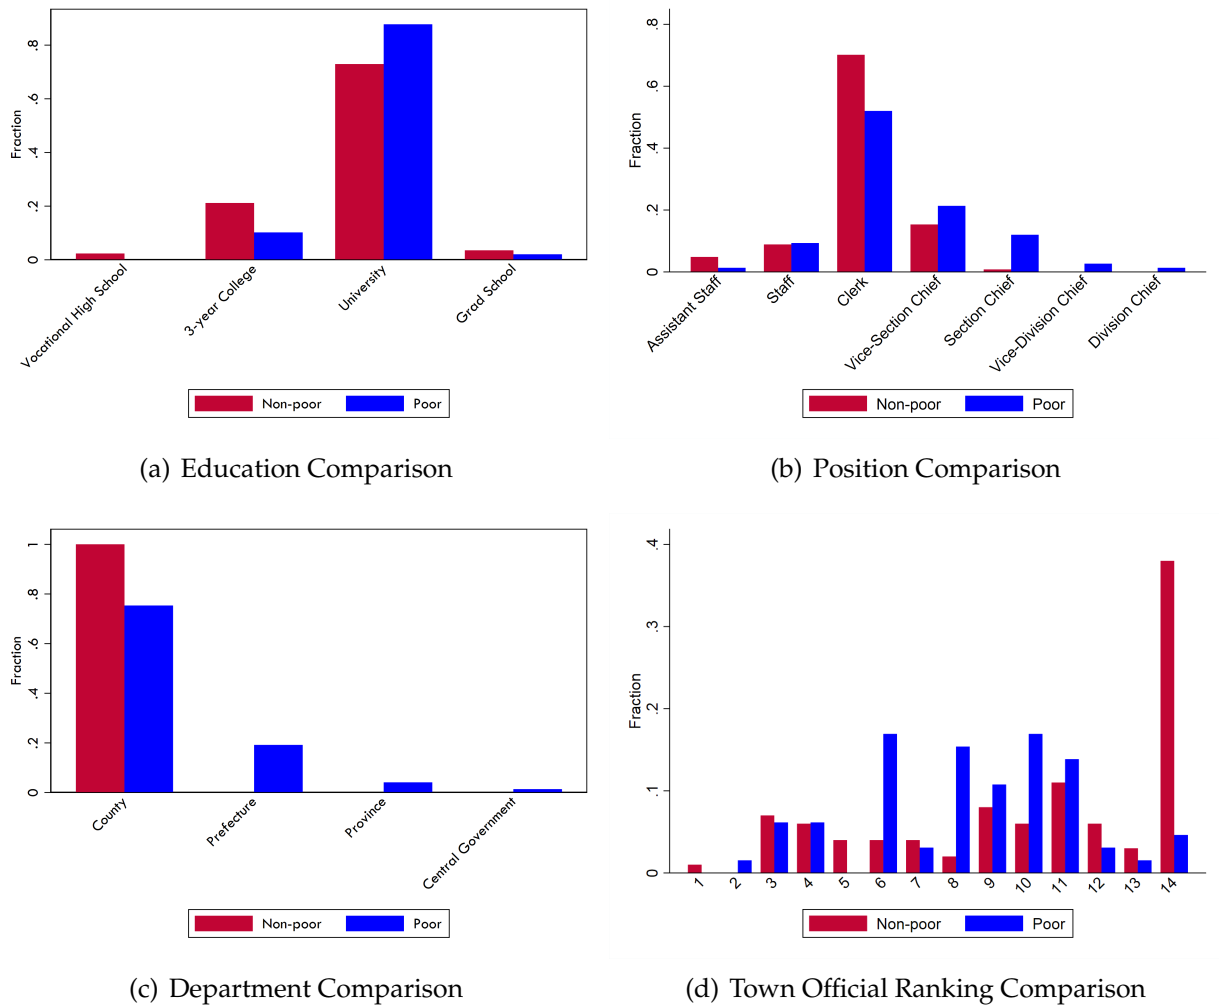 Fraction
0 .2 .4 .6 .8
Vocational High School
3-year College
University
Grad School
Non-poor Poor
(a) Education Comparison
Fraction
0 .2 .4 .6 .8
Assistant Staff
Staff
Clerk
Vice-Section Chief
Section Chief
Vice-Division Chief
Division Chief
Non-poor Poor
(b) Position Comparison
Fraction
0 .2 .4 .6 .8 1
County
Prefecture
Province
Central Government
Non-poor Poor
(c) Department Comparison
Fraction
0 .1 .2 .3 .4
1 2 3 4 5 6 7 8 9 10 11 12 13 14
Non-poor Poor
(d) Town Official Ranking Comparison